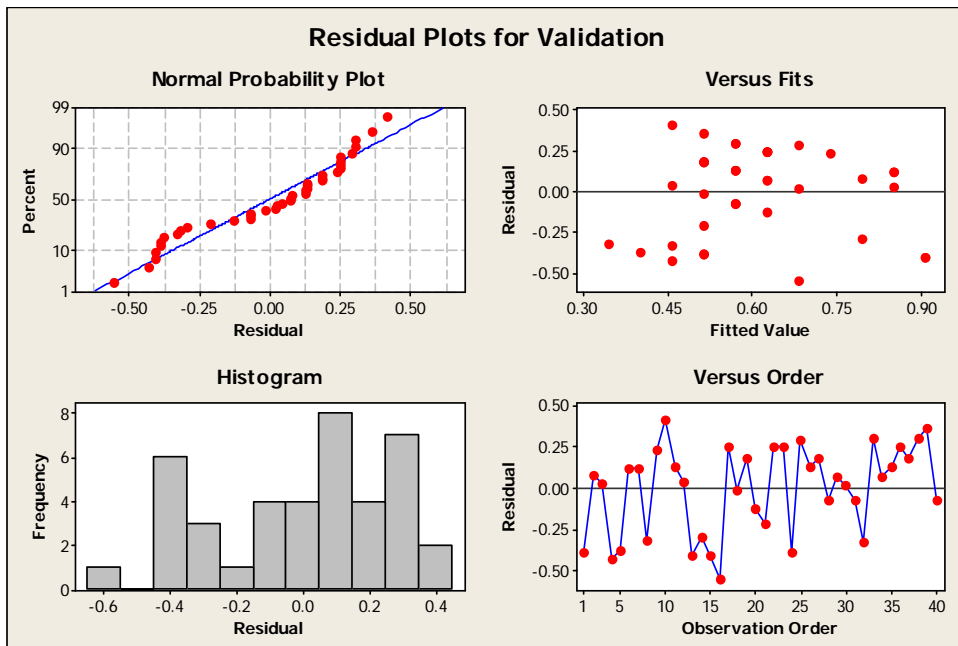 Residual Plots for Validation
Normal Probability Plot
99
90
50
10
1
Percent
-0.50 -0.25 0.00 0.25 0.50
Residual
Versus Fits
0.50
0.25
0.00
-0.25
-0.50
Residual
0.30 0.45 0.60 0.75 0.90
Fitted Value
Histogram
8
6
4
2
0
Frequency
-0.6 -0.4 -0.2 0.0 0.2 0.4
Residual
Versus Order
0.50
0.25
0.00
-0.25
-0.50
Residual
1 5 10 15 20 25 30 35 40
Observation Order